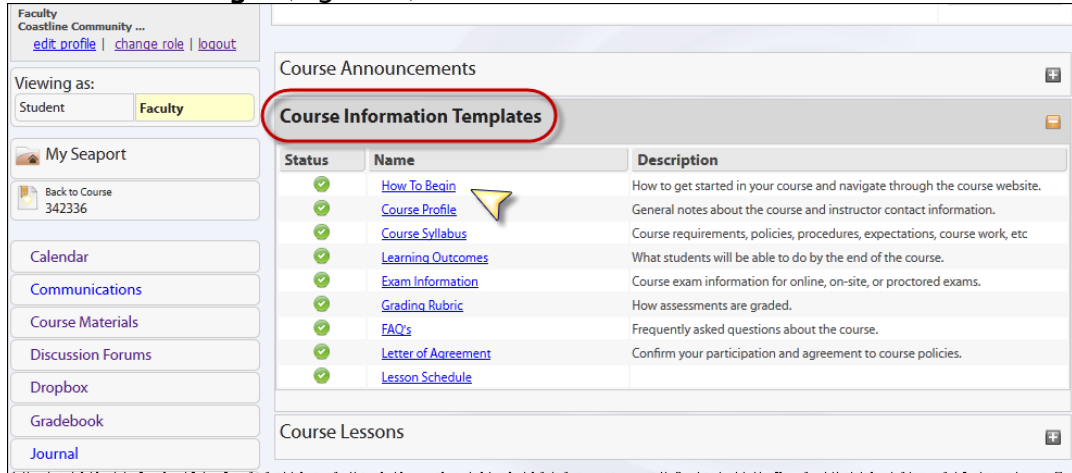 Faculty
Coastline Community ...
edit profile | change role | logout
Viewing as:
Student Faculty
My Seaport
Back to Course
342336
Calendar
Communications
Course Materials
Discussion Forums
Dropbox
Gradebook
Journal
Course Announcements
Course Information Templates
Status Name Description
How To Begin How to get started in your course and navigate through the course website.
Course Profile General notes about the course and instructor contact information.
Course Syllabus Course requirements, policies, procedures, expectations, course work, etc
Learning Outcomes What students will be able to do by the end of the course.
Exam Information Course exam information for online, on-site, or proctored exams.
Grading Rubric How assessments are graded.
FAQ's Frequently asked questions about the course.
Letter of Agreement Confirm your participation and agreement to course policies.
Lesson Schedule
Course Lessons